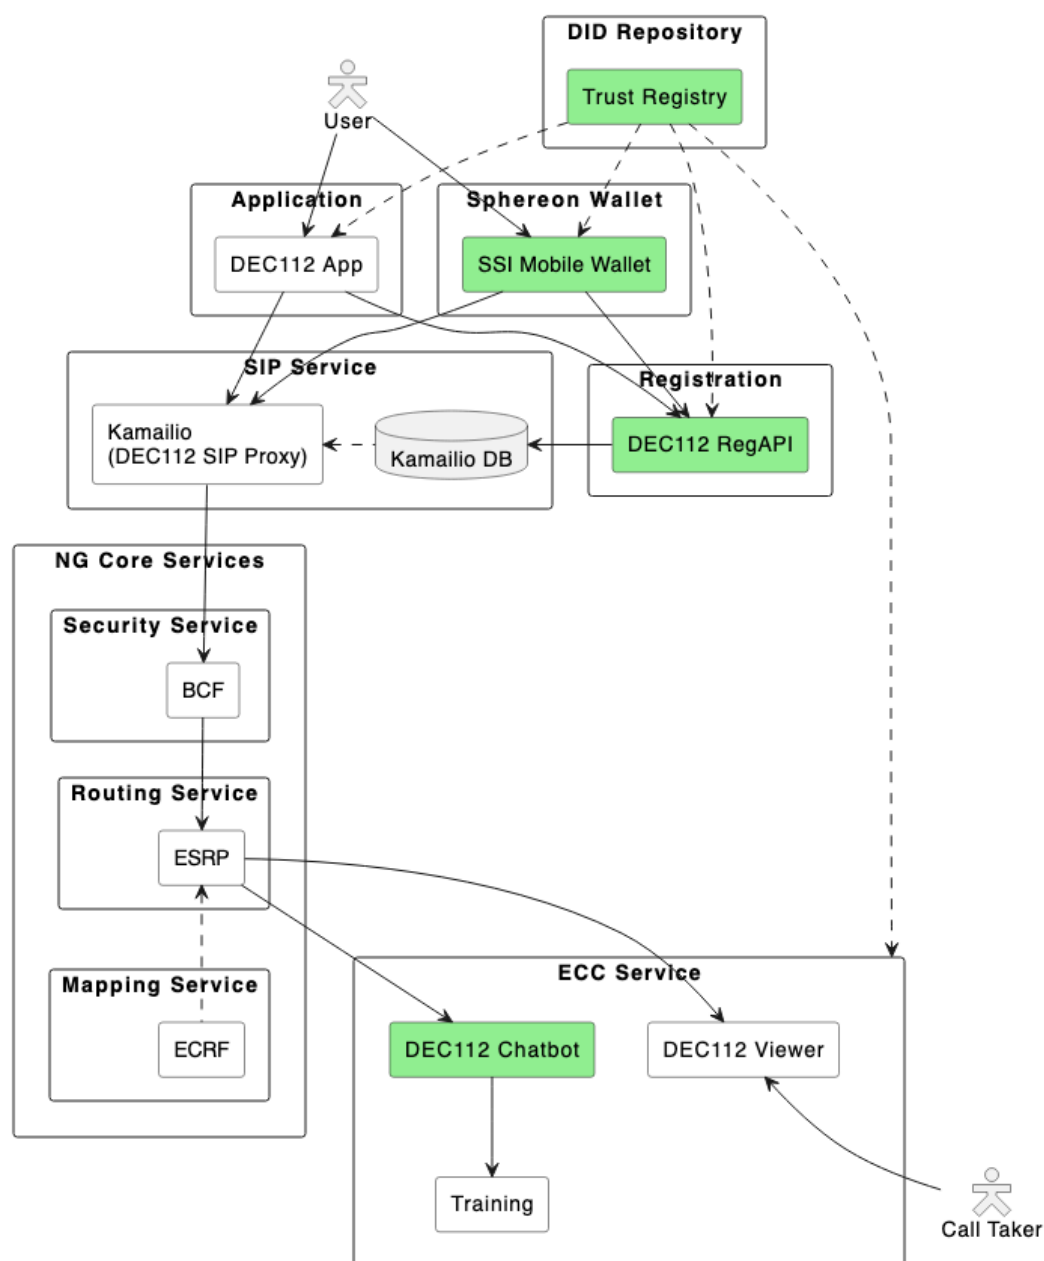 DID Repository
Trust Registry
User
Application
DEC112 App
Sphereon Wallet
SSI Mobile Wallet
SIP Service
Kamailio
(DEC112 SIP Proxy)
Kamailio DB
Registration
DEC112 RegAPI
NG Core Services
Security Service
BCF
Routing Service
ESRP
Mapping Service
ECRF
ECC Service
DEC112 Chatbot
DEC112 Viewer
Training
Call Taker